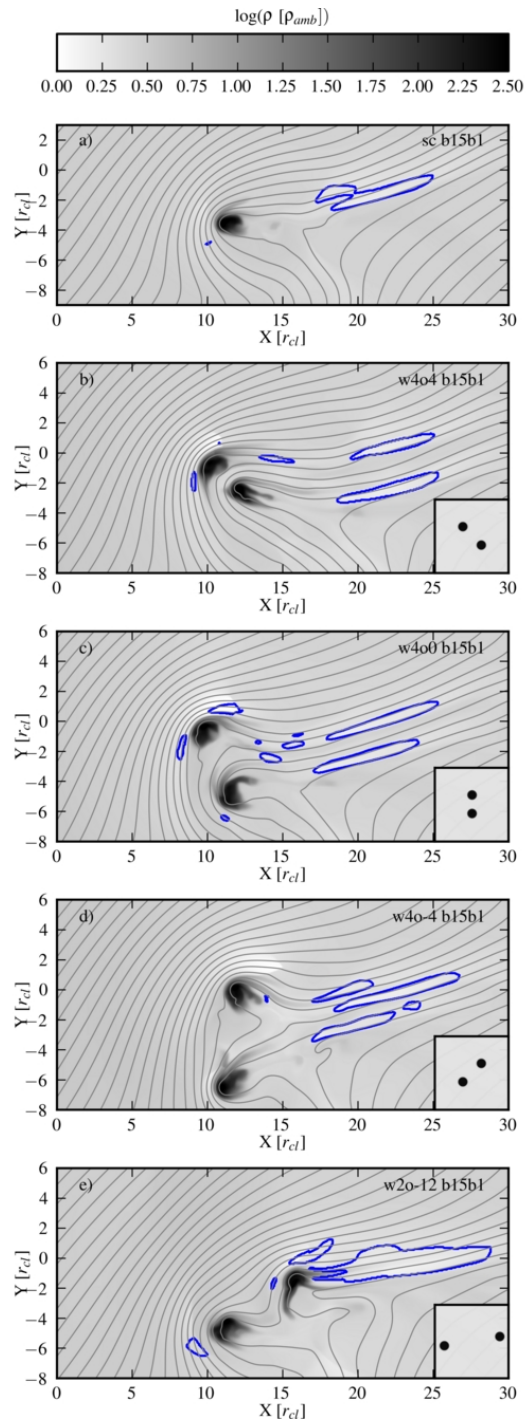 log(ρ [ρamb])
0.00 0.25 0.50 0.75 1.00 1.25 1.50 1.75 2.00 2.25 2.50
a) sc b15b1
2
0
−2
−4
−6
−8
Y [rcl]
0 5 10 15 20 25 30
X [rcl]
b) w4o4 b15b1
6
4
2
0
−2
−4
−6
−8
Y [rcl]
0 5 10 15 20 25 30
X [rcl]
c) w4o0 b15b1
6
4
2
0
−2
−4
−6
−8
Y [rcl]
0 5 10 15 20 25 30
X [rcl]
d) w4o-4 b15b1
6
4
2
0
−2
−4
−6
−8
Y [rcl]
0 5 10 15 20 25 30
X [rcl]
e) w2o-12 b15b1
6
4
2
0
−2
−4
−6
−8
Y [rcl]
0 5 10 15 20 25 30
X [rcl]